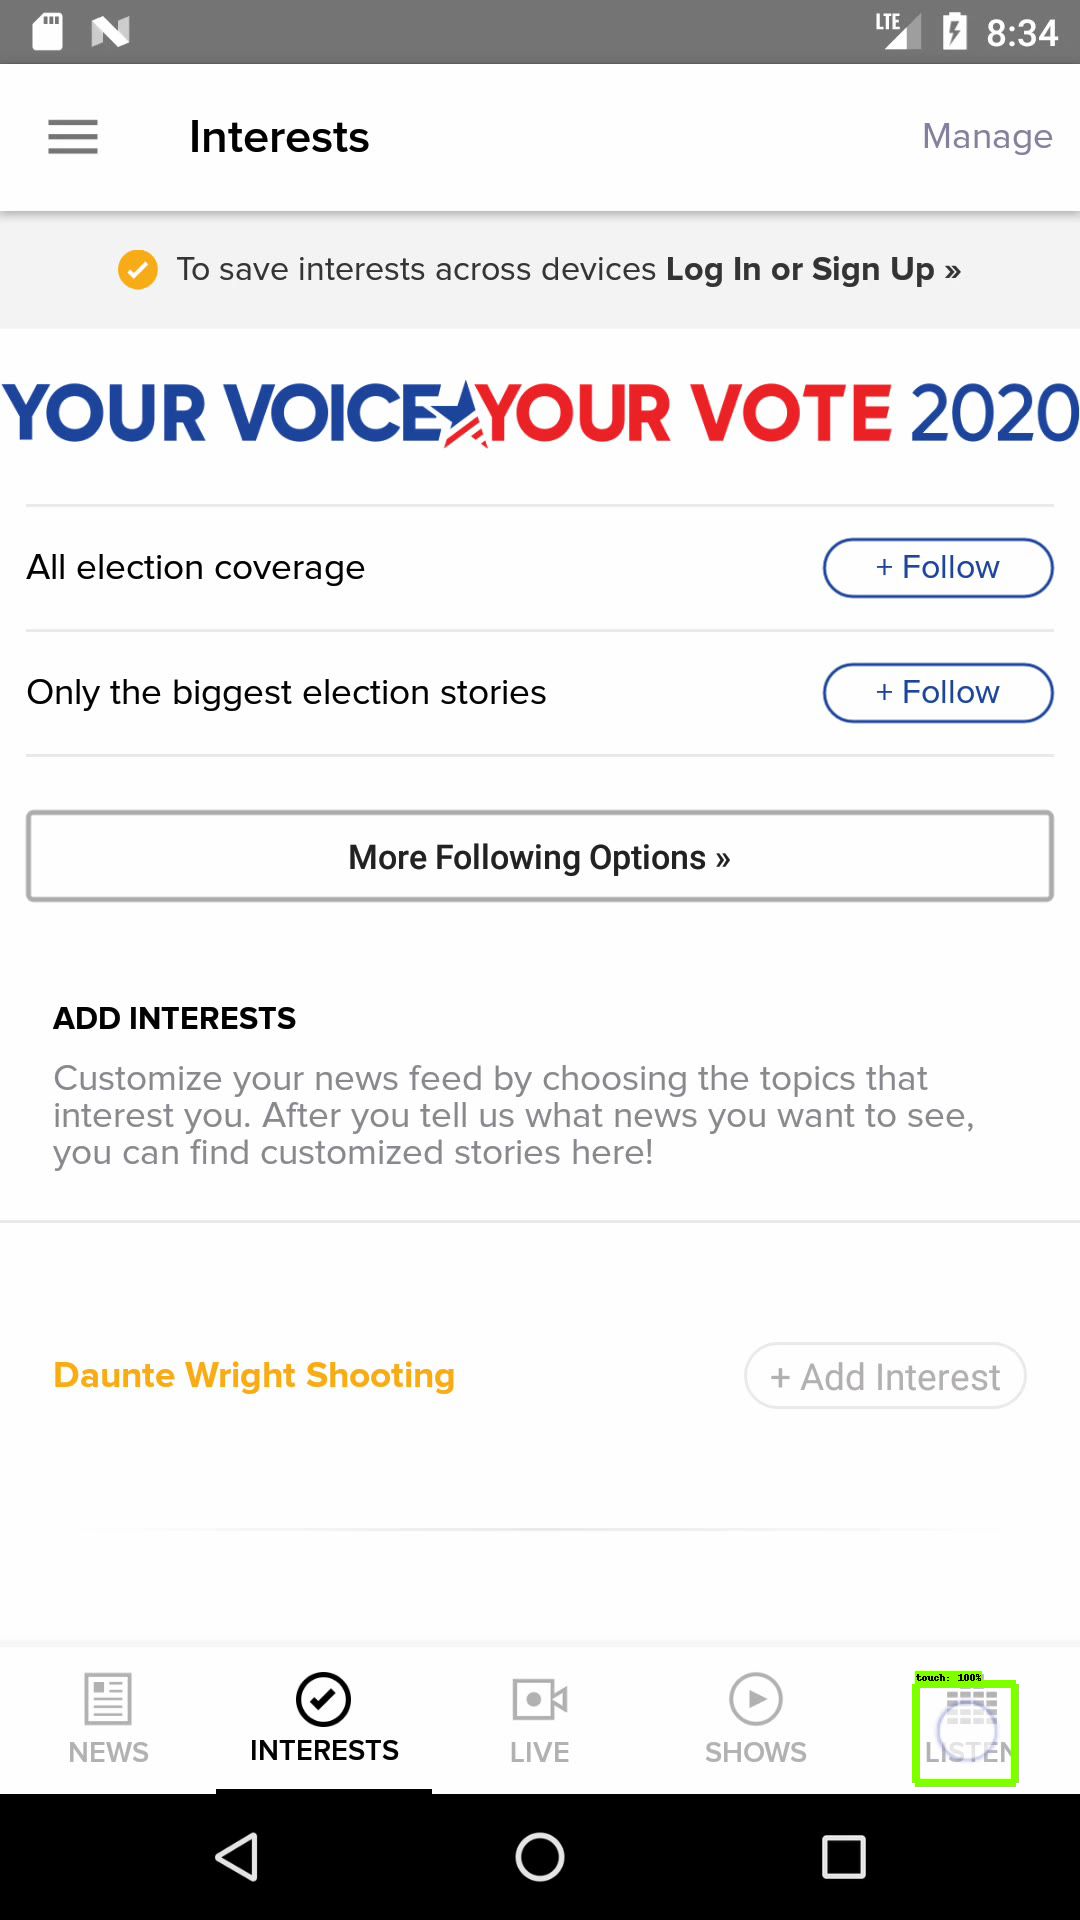 LTE 8:34
Interests
Manage
To save interests across devices Log In or Sign Up »
YOUR VOICE YOUR VOTE 2020
All election coverage
+ Follow
Only the biggest election stories
+ Follow
More Following Options »
ADD INTERESTS
Customize your news feed by choosing the topics that
interest you. After you tell us what news you want to see,
you can find customized stories here!
Daunte Wright Shooting
+ Add Interest
touch: 100%
NEWS
INTERESTS
LIVE
SHOWS
LISTEN